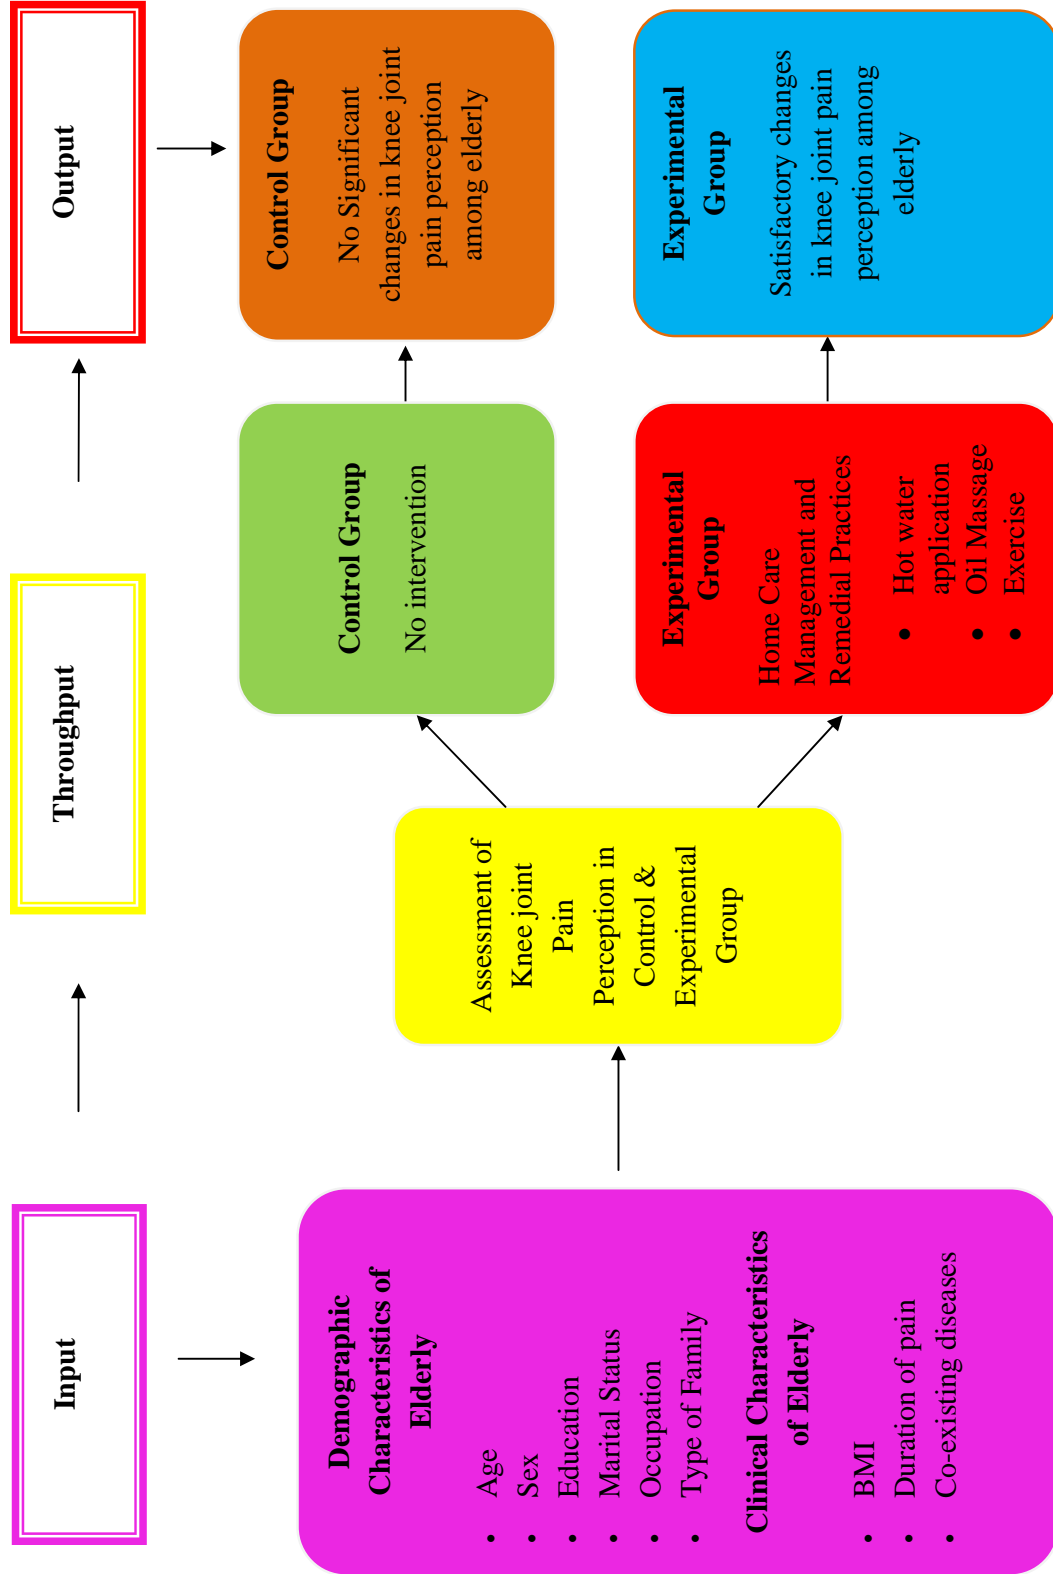 Input
Throughput
Output
Demographic
Characteristics of
Elderly
• Age
• Sex
• Education
• Marital Status
• Occupation
• Type of Family
Clinical Characteristics
of Elderly
• BMI
• Duration of pain
• Co-existing diseases
Assessment of
Knee joint
Pain
Perception in
Control &
Experimental
Group
Control Group
No intervention
Experimental
Group
Home Care
Management and
Remedial Practices
• Hot water
application
• Oil Massage
• Exercise
Control Group
No Significant
changes in knee joint
pain perception
among elderly
Experimental
Group
Satisfactory changes
in knee joint pain
perception among
elderly